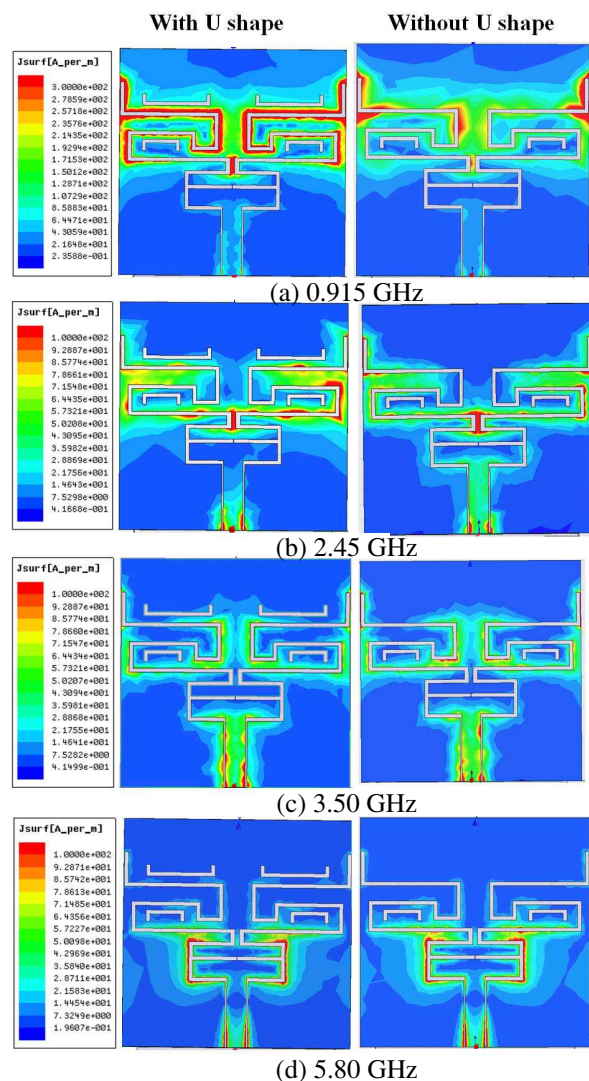 With U shape Without U shape
Jsurf[A_per_m]
3.0000e+002
2.7859e+002
2.5718e+002
2.3576e+002
2.1435e+002
1.9294e+002
1.7153e+002
1.5012e+002
1.2871e+002
1.0729e+002
8.5883e+001
6.4471e+001
4.3059e+001
2.1648e+001
2.3588e-001
(a) 0.915 GHz
Jsurf[A_per_m]
1.0000e+002
9.2887e+001
8.5774e+001
7.8661e+001
7.1548e+001
6.4435e+001
5.7321e+001
5.0208e+001
4.3095e+001
3.5982e+001
2.8869e+001
2.1756e+001
1.4643e+001
7.5298e+000
4.1668e-001
(b) 2.45 GHz
Jsurf[A_per_m]
1.0000e+002
9.2887e+001
8.5774e+001
7.8660e+001
7.1547e+001
6.4434e+001
5.7321e+001
5.0207e+001
4.3094e+001
3.5981e+001
2.8868e+001
2.1755e+001
1.4641e+001
7.5282e+000
4.1499e-001
(c) 3.50 GHz
Jsurf[A_per_m]
1.0000e+002
9.2871e+001
8.5742e+001
7.8613e+001
7.1485e+001
6.4356e+001
5.7227e+001
5.0098e+001
4.2969e+001
3.5840e+001
2.8711e+001
2.1583e+001
1.4454e+001
7.3249e+000
1.9607e-001
(d) 5.80 GHz